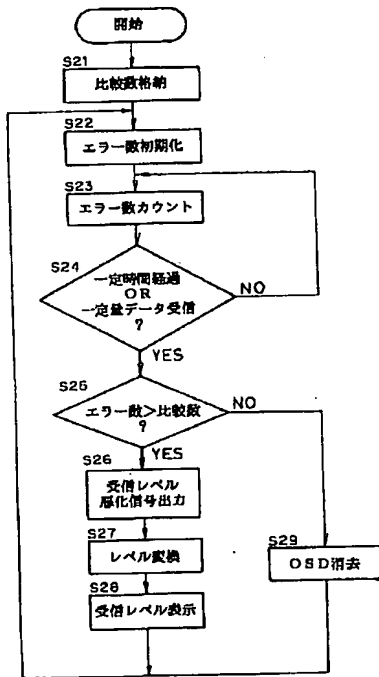 開始
S21
比較数格納
S22
エラー数初期化
S23
エラー数カウント
S24
一定時間経過
OR
一定量データ受信
?
NO
YES
S25
エラー数>比較数
?
NO
YES
S26
受信レベル
悪化信号出力
S27
レベル変換
S28
受信レベル表示
S29
OSD消去